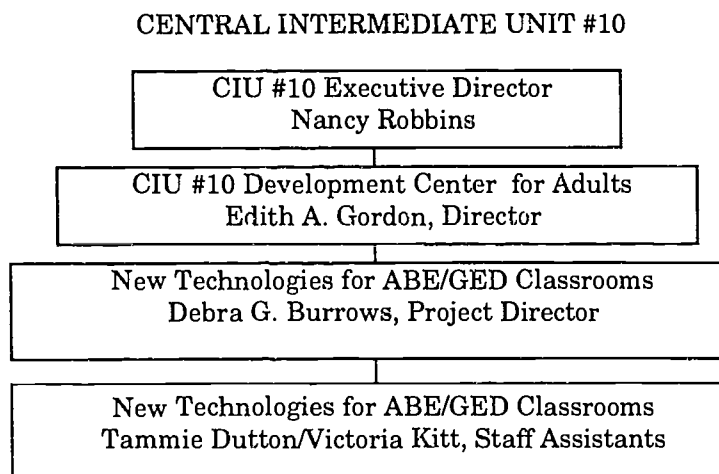 CENTRAL INTERMEDIATE UNIT #10
CIU #10 Executive Director
Nancy Robbins
CIU #10 Development Center for Adults
Edith A. Gordon, Director
New Technologies for ABE/GED Classrooms
Debra G. Burrows, Project Director
New Technologies for ABE/GED Classrooms
Tammie Dutton/Victoria Kitt, Staff Assistants